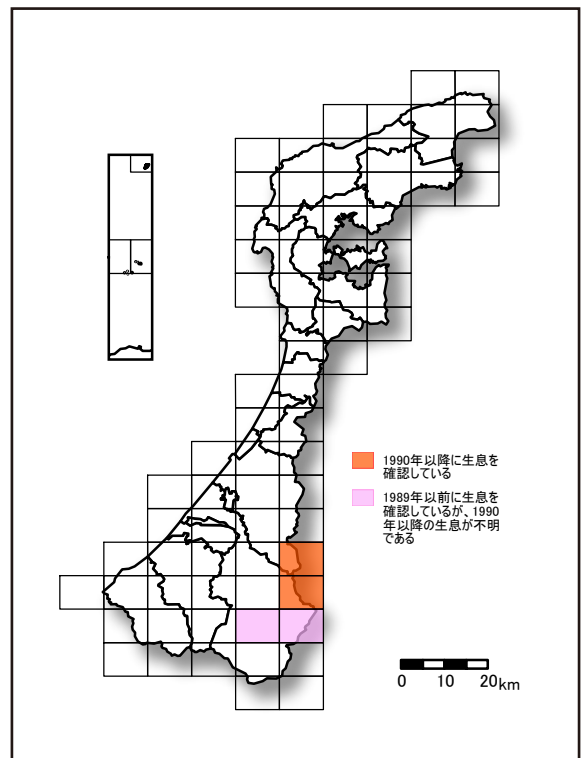 1990年以降に生息を
確認している
1989年以前に生息を
確認しているが、1990
年以降の生息が不明
である
0 10 20km